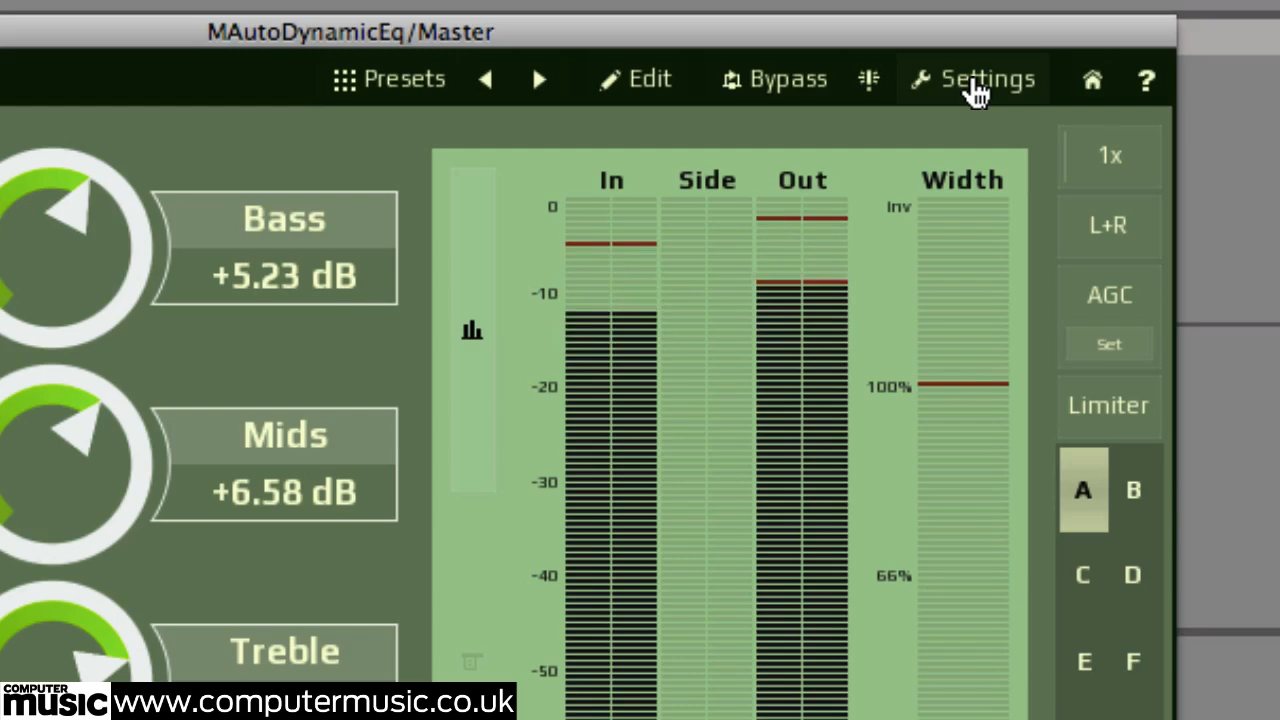 MAutoDynamicEq/Master
Presets Edit Bypass Settings ?
1x
In Side Out Width
0 Inv
Bass
L+R
+5.23 dB
-10 AGC
Set
-20 100%
Limiter
Mids
-30 A B
+6.58 dB
-40 66% C D
Treble
-50 E F
COMPUTER
music www.computermusic.co.uk